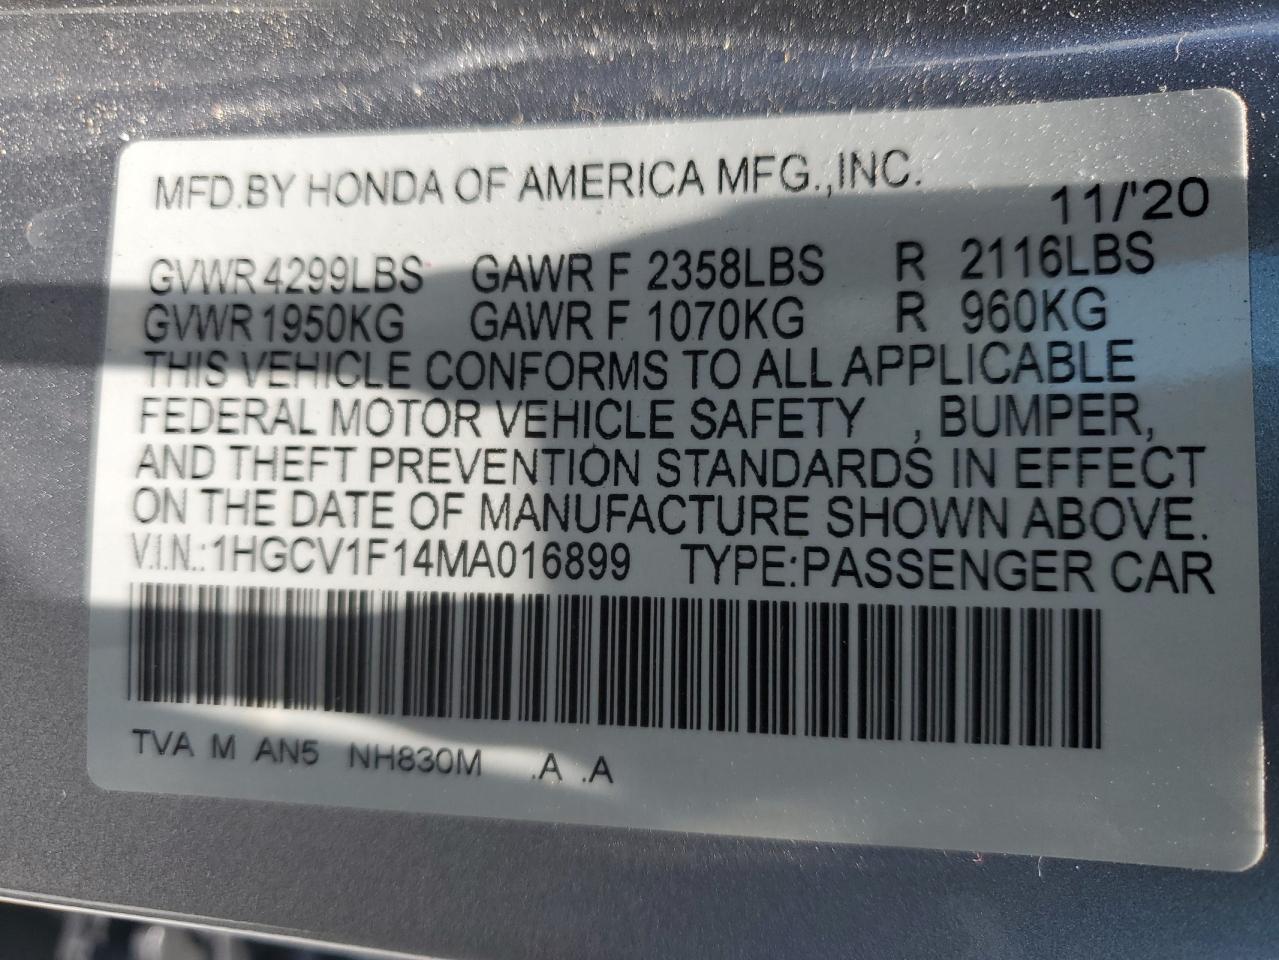 MFD.BY HONDA OF AMERICA MFG.,INC.
11/'20
GVWR 4299LBS GAWR F 2358LBS R 2116LBS
GVWR 1950KG GAWR F 1070KG R 960KG
THIS VEHICLE CONFORMS TO ALL APPLICABLE
FEDERAL MOTOR VEHICLE SAFETY , BUMPER,
AND THEFT PREVENTION STANDARDS IN EFFECT
ON THE DATE OF MANUFACTURE SHOWN ABOVE.
V.I.N.:1HGCV1F14MA016899 TYPE:PASSENGER CAR
TVA M AN5 NH830M .A .A